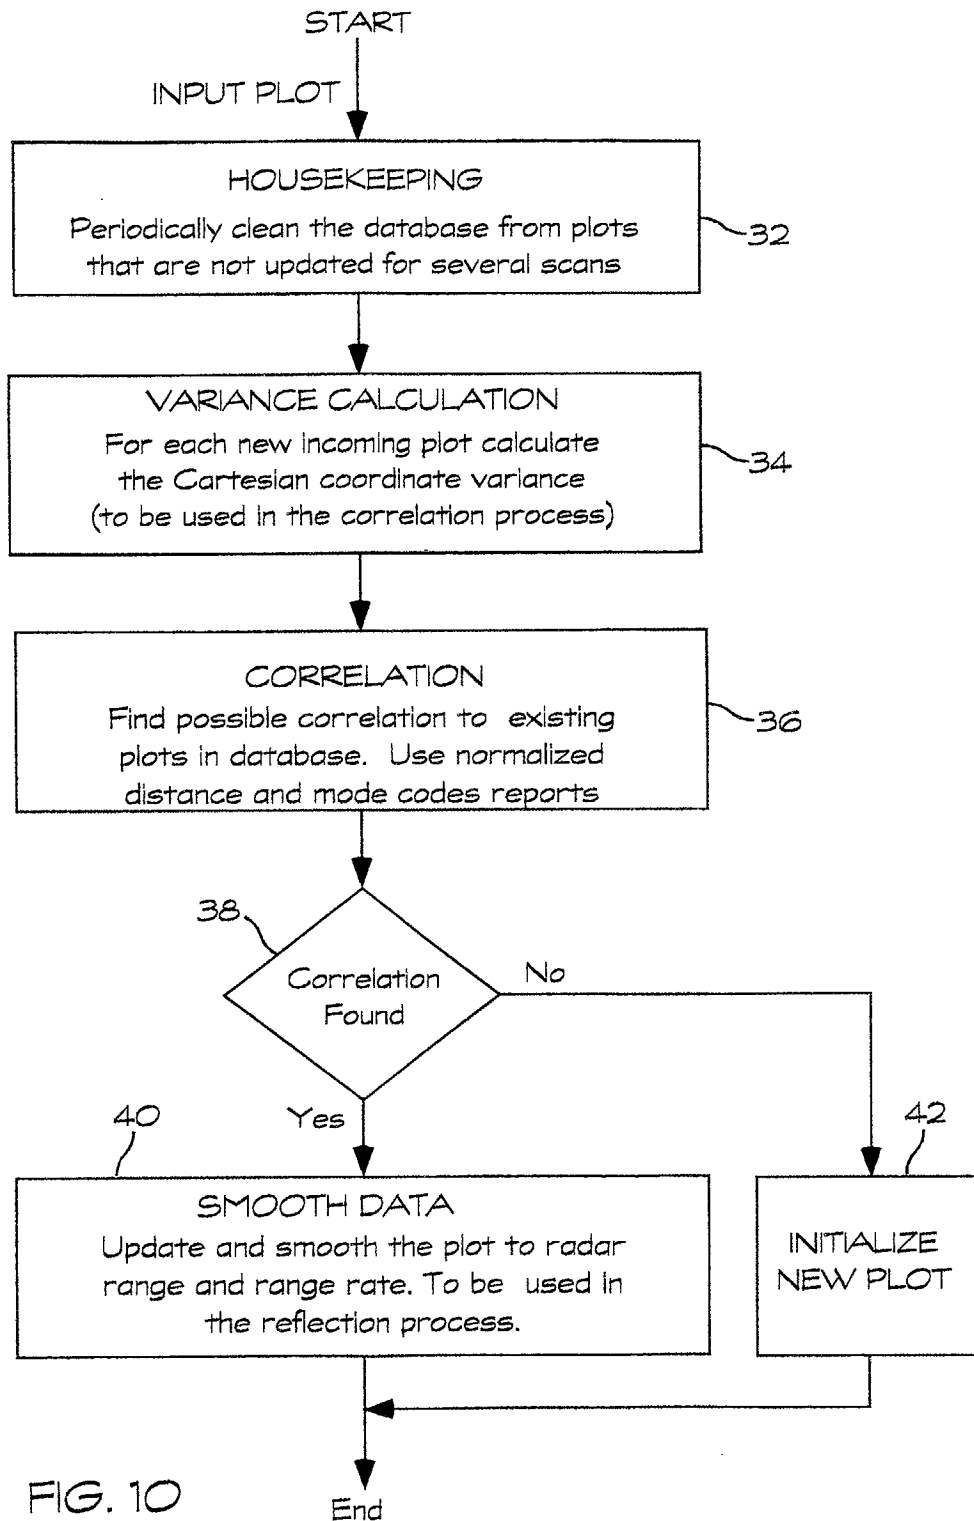 START
INPUT PLOT
HOUSEKEEPING
Periodically clean the database from plots
that are not updated for several scans
32
VARIANCE CALCULATION
For each new incoming plot calculate
the Cartesian coordinate variance
(to be used in the correlation process)
34
CORRELATION
Find possible correlation to existing
plots in database. Use normalized
distance and mode codes reports
36
38
Correlation
Found
No
Yes
40
42
SMOOTH DATA
Update and smooth the plot to radar
range and range rate. To be used in
the reflection process.
INITIALIZE
NEW PLOT
FIG. 10
End